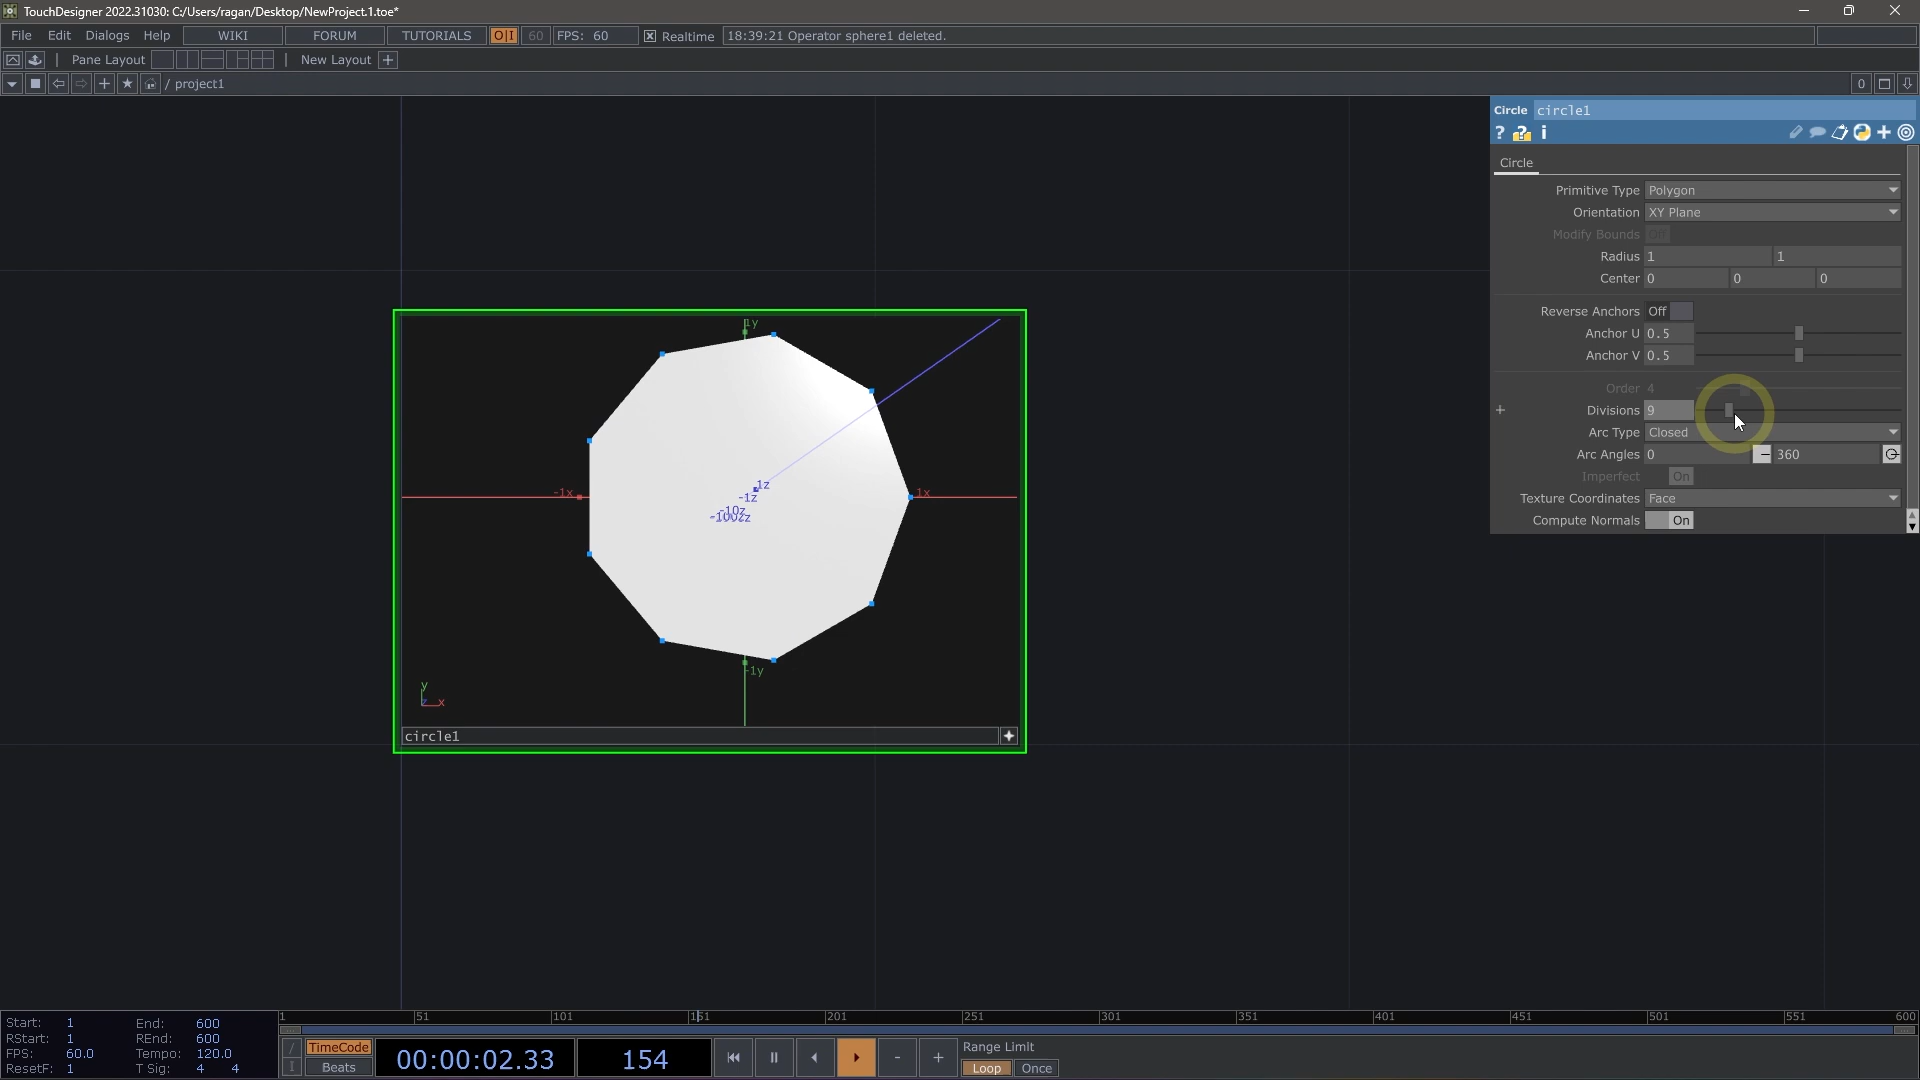 TouchDesigner 2022.31030: C:/Users/ragan/Desktop/NewProject.1.toe*
File Edit Dialogs Help WIKI FORUM TUTORIALS O|I 60 FPS: 60 Realtime 18:39:21 Operator sphere1 deleted.
Pane Layout New Layout +
/ project1 0
Circle circle1
? ? i
Circle
Primitive Type Polygon
Orientation XY Plane
Modify Bounds Off
Radius 1 1
Center 0 0 0
Reverse Anchors Off
Anchor U 0.5
Anchor V 0.5
Order 4
+ Divisions 9
Arc Type Closed
Arc Angles 0 360
Imperfect On
Texture Coordinates Face
Compute Normals On
1y
-1x 1x
1z
-1z
-10z
-1y
y
z x
circle1
Start: 1 End: 600
RStart: 1 REnd: 600
FPS: 60.0 Tempo: 120.0
ResetF: 1 T Sig: 4 4
1 51 101 151 201 251 301 351 401 451 501 551 600
TimeCode
Beats
00:00:02.33 154 - +
Range Limit
Loop Once